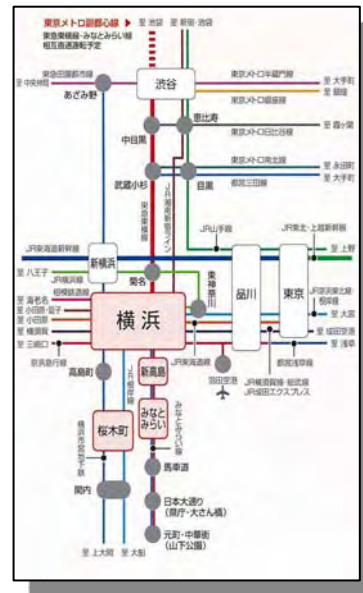 東京メトロ副都心線
至 池袋
至 新宿・池袋
東急東横線・みなとみらい線
相互直通運転予定
東急田園都市線
至 中央林間
あざみ野
渋谷
東京メトロ半蔵門線
至 大手町
東京メトロ銀座線
至 銀座
恵比寿
中目黒
東京メトロ日比谷線
至 霞ヶ関
武蔵小杉
目黒
東京メトロ南北線
至 永田町
都営三田線
至 大手町
東急東横線
JR湘南新宿ライン
JR山手線
JR東北・上越新幹線
至 上野
JR東海道新幹線
新横浜
品川
東京
至 八王子
JR横浜線
菊名
東神奈川
相模鉄道線
至 海老名
至 小田原・逗子
至 小田原
至 横須賀
至 三崎口
京浜急行線
横浜
JR京浜東北・根岸線
至 大宮
至 成田空港
至 浅草
JR東海道線
都営浅草線
JR横須賀線・総武線
JR成田エクスプレス
羽田空港
高島町
JR根岸線
新高島
みなとみらい
みなとみらい線
桜木町
横浜市営地下鉄
馬車道
関内
日本大通り
(県庁・大さん橋)
元町・中華街
(山下公園)
至 上大岡
至 大船